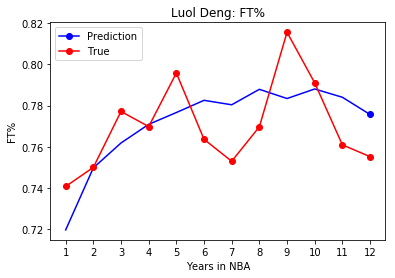 Luol Deng: FT%
Prediction
True
FT%
0.82
0.80
0.78
0.76
0.74
0.72
1 2 3 4 5 6 7 8 9 10 11 12
Years in NBA